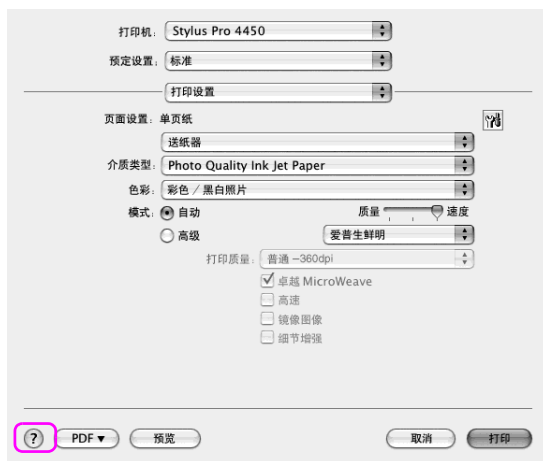 打印机: Stylus Pro 4450
预定设置: 标准
打印设置
页面设置: 单页纸
送纸器
介质类型: Photo Quality Ink Jet Paper
色彩: 彩色 / 黑白照片
模式: 自动 质量 速度
高级 爱普生鲜明
打印质量: 普通 –360dpi
卓越 MicroWeave
高速
镜像图像
细节增强
? PDF▼ 预览 取消 打印